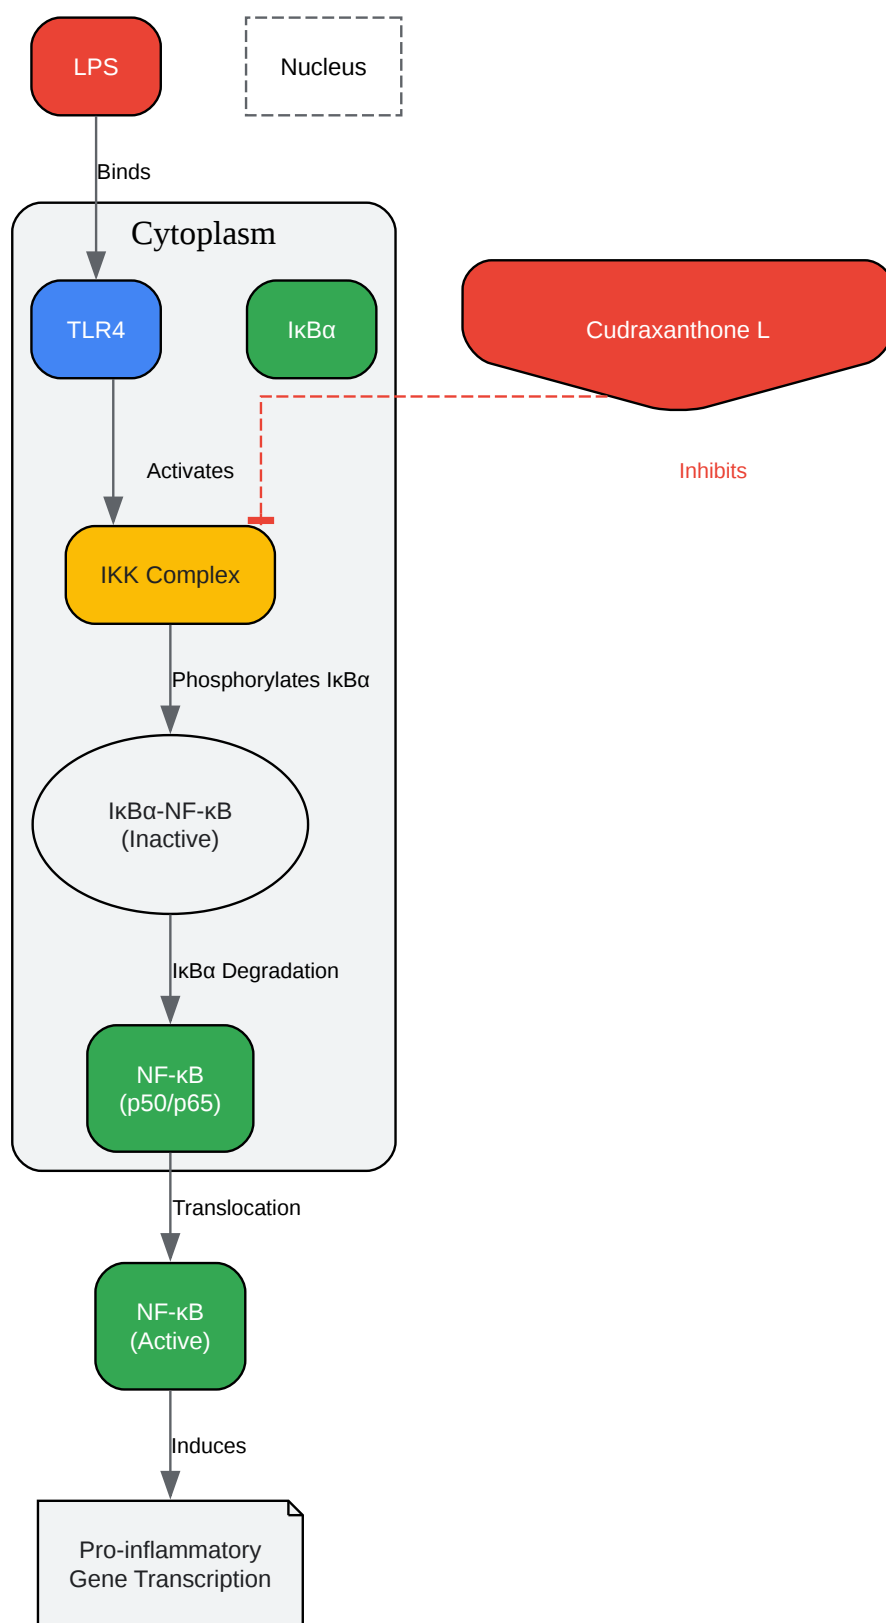 LPS
Nucleus
Binds
Cytoplasm
TLR4
IκBα
Cudraxanthone L
Activates
Inhibits
IKK Complex
Phosphorylates IκBα
IκBα-NF-κB
(Inactive)
IκBα Degradation
NF-κB
(p50/p65)
Translocation
NF-κB
(Active)
Induces
Pro-inflammatory
Gene Transcription